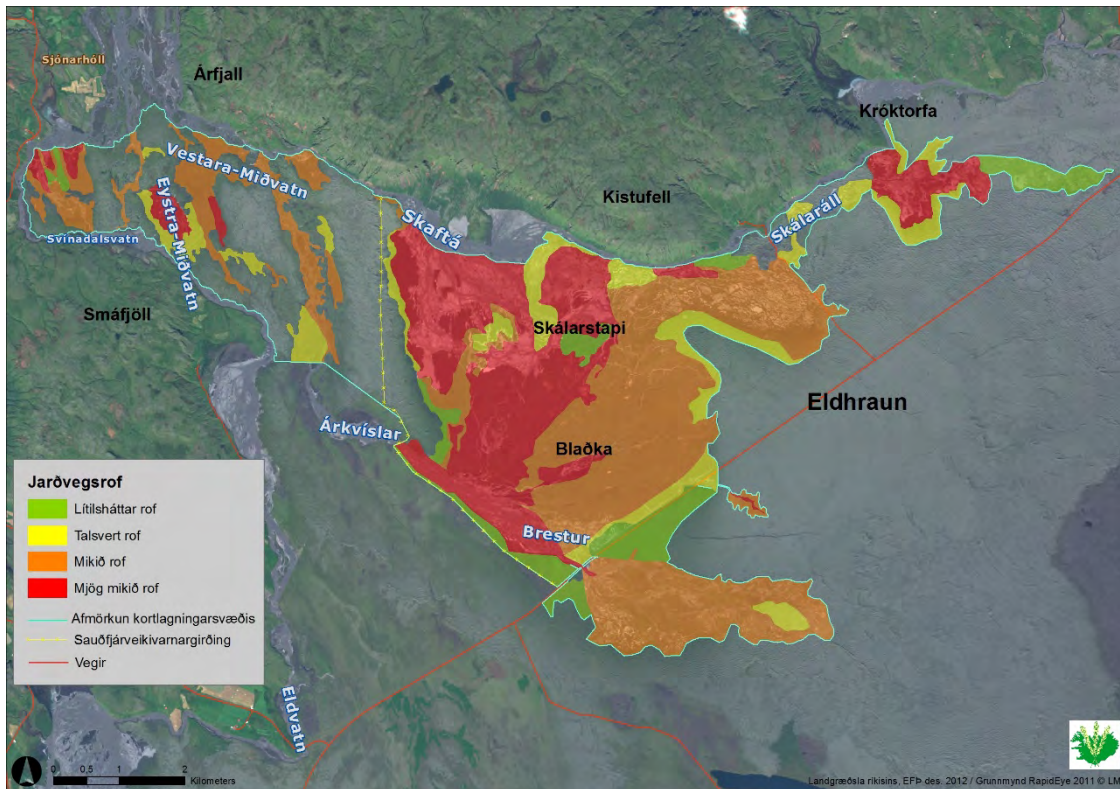 Sjónarhóll
Árfjall
Króktorfa
Vestara-Miðvatn
Eystra-Miðvatn
Skaftá
Kistufell
Skálaráll
Svínadalsvatn
Smáfjöll
Skálarstapi
Eldhraun
Árkvíslar
Blaðka
Brestur
Jarðvegsrof
Lítilsháttar rof
Talsvert rof
Mikið rof
Mjög mikið rof
Afmörkun kortlagningarsvæðis
Sauðfjárveikivarnargirðing
Vegir
Eldvatn
0 0,5 1 2
Kilometers
Landgræðsla ríkisins, EFÞ des. 2012 / Grunnmynd RapidEye 2011 © LM